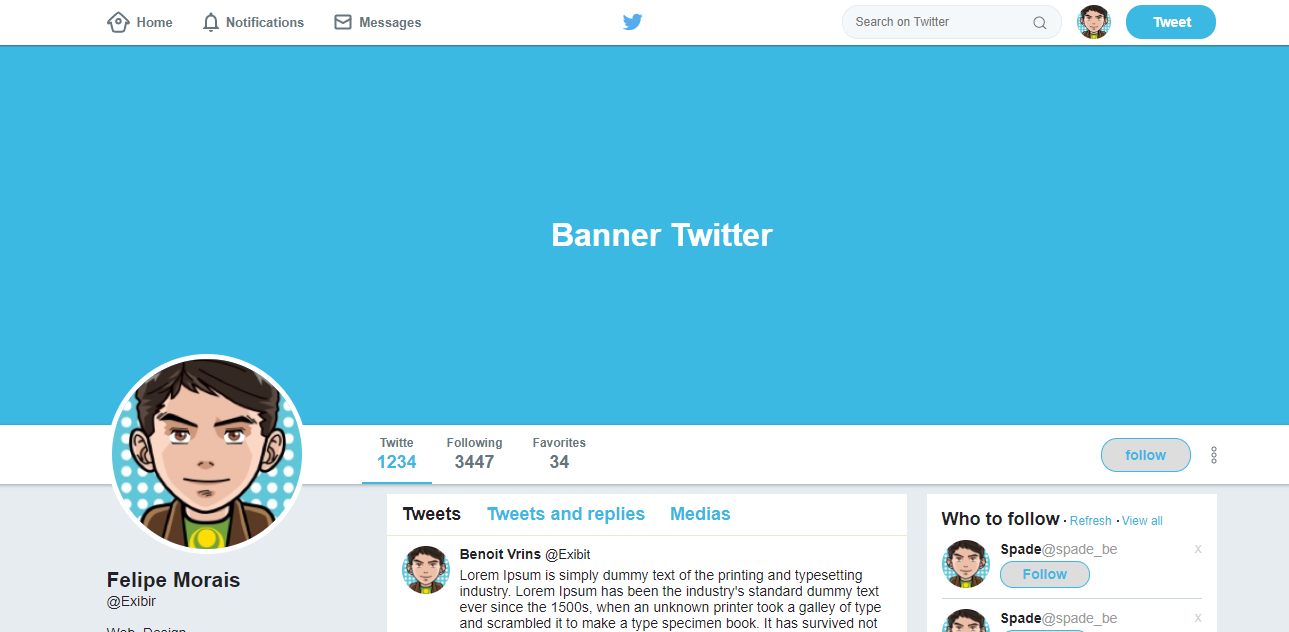 Home
Notifications
Messages
Search on Twitter
Tweet
Banner Twitter
Twitte
1234
Following
3447
Favorites
34
follow
Felipe Morais
@Exibir
Web Design
Tweets
Tweets and replies
Medias
Benoit Vrins @Exibit
Lorem Ipsum is simply dummy text of the printing and typesetting
industry. Lorem Ipsum has been the industry's standard dummy text
ever since the 1500s, when an unknown printer took a galley of type
and scrambled it to make a type specimen book. It has survived not
Who to follow · Refresh · View all
Spade@spade_be
x
Follow
Spade@spade_be
x